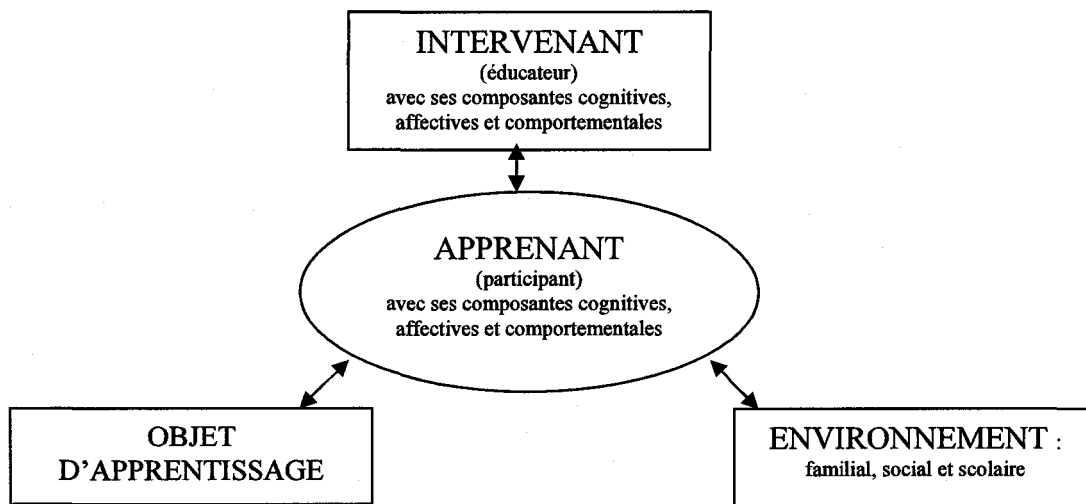 INTERVENANT
(éducateur)
avec ses composantes cognitives,
affectives et comportementales
APPRENANT
(participant)
avec ses composantes cognitives,
affectives et comportementales
OBJET
D'APPRENTISSAGE
ENVIRONNEMENT :
familial, social et scolaire